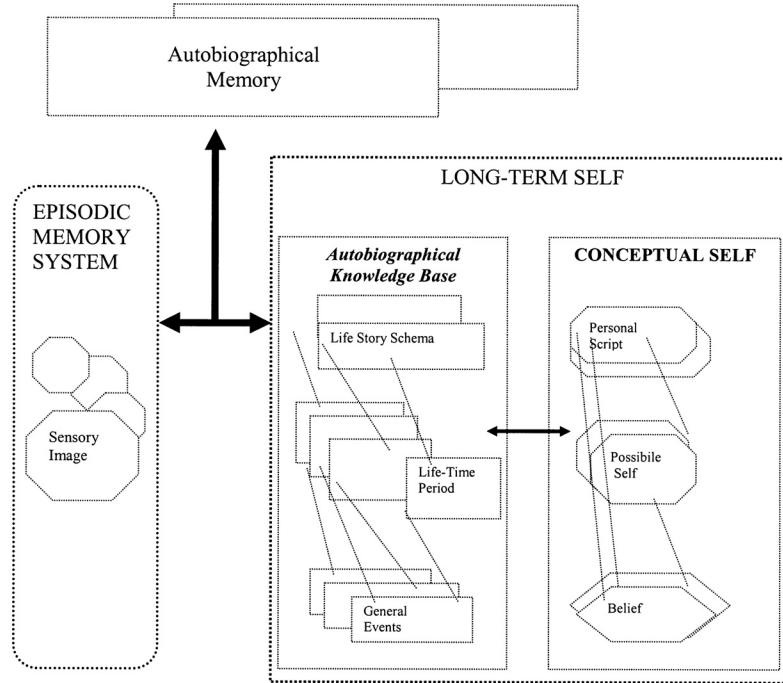 Autobiographical
Memory
LONG-TERM SELF
EPISODIC
MEMORY
SYSTEM
Sensory
Image
Autobiographical
Knowledge Base
Life Story Schema
Life-Time
Period
General
Events
CONCEPTUAL SELF
Personal
Script
Possibile
Self
Belief